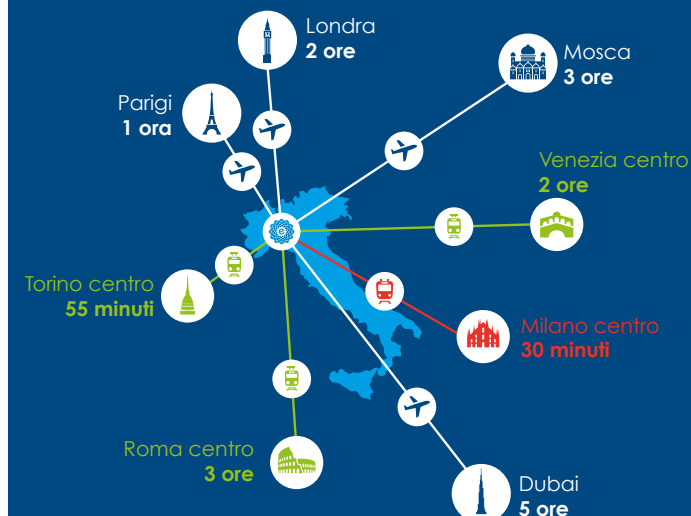 Londra
2 ore
Mosca
3 ore
Parigi
1 ora
Venezia centro
2 ore
Torino centro
55 minuti
Milano centro
30 minuti
Roma centro
3 ore
Dubai
5 ore